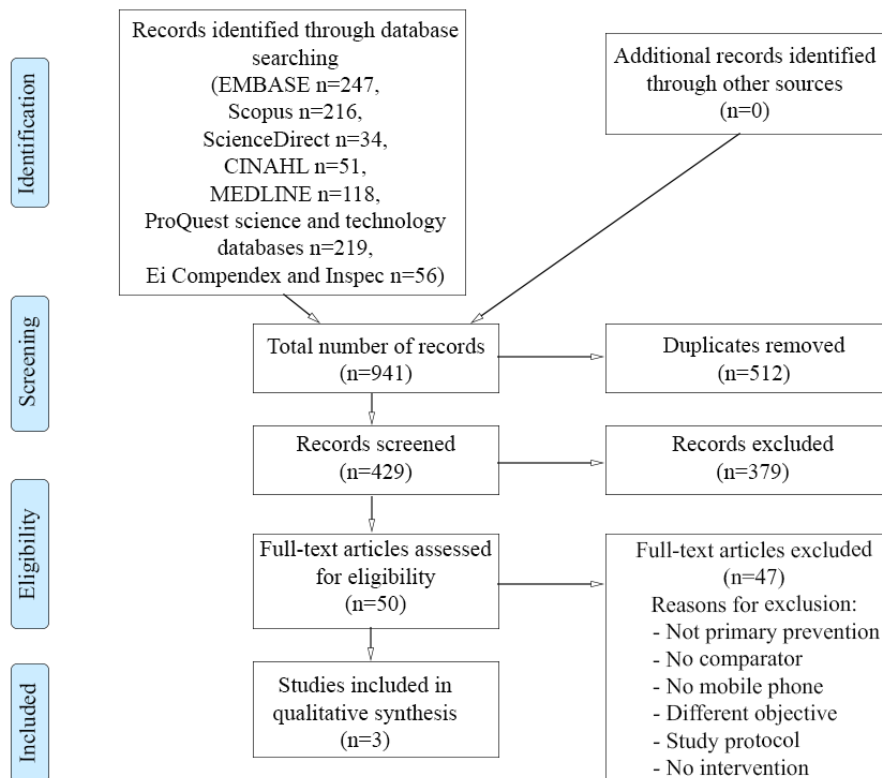 Identification
Records identified through database
searching
(EMBASE n=247,
Scopus n=216,
ScienceDirect n=34,
CINAHL n=51,
MEDLINE n=118,
ProQuest science and technology
databases n=219,
Ei Compendex and Inspec n=56)
Additional records identified
through other sources
(n=0)
Screening
Total number of records
(n=941)
Duplicates removed
(n=512)
Records screened
(n=429)
Records excluded
(n=379)
Eligibility
Full-text articles assessed
for eligibility
(n=50)
Full-text articles excluded
(n=47)
Reasons for exclusion:
- Not primary prevention
- No comparator
- No mobile phone
- Different objective
- Study protocol
- No intervention
Included
Studies included in
qualitative synthesis
(n=3)